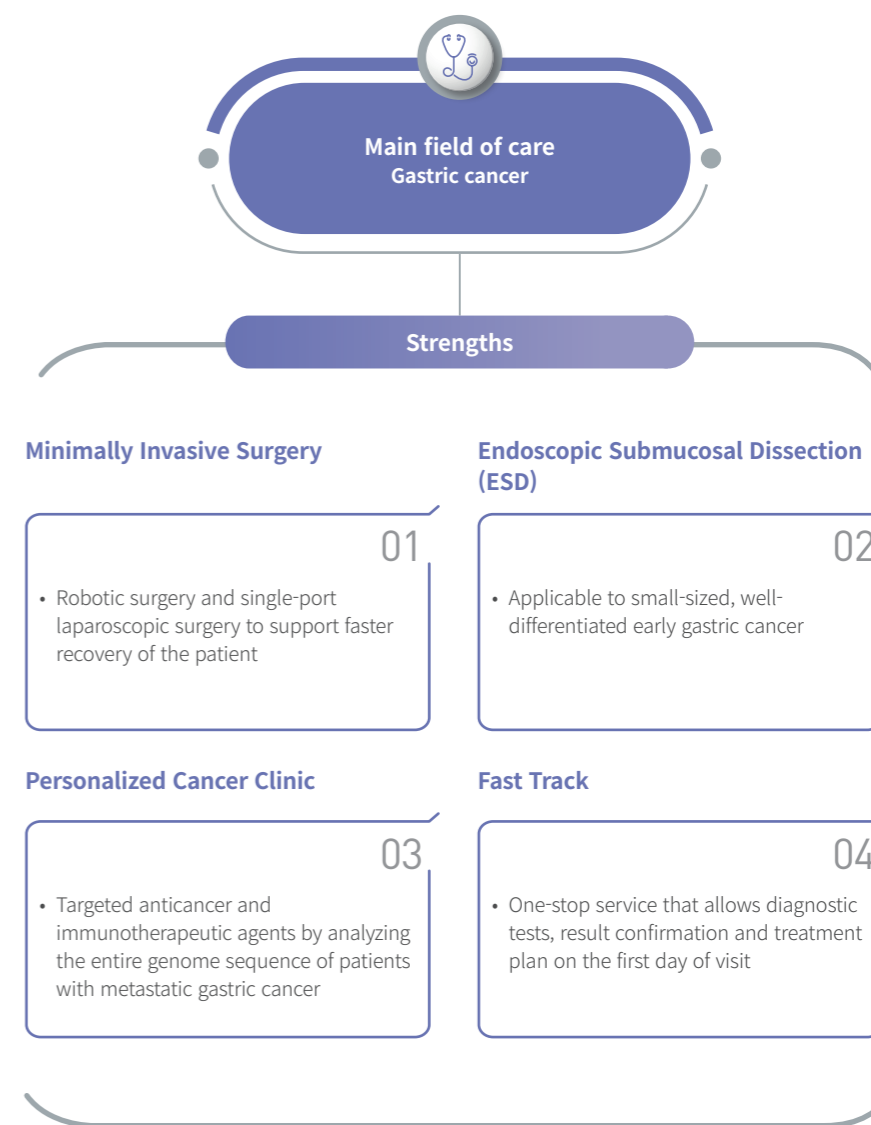 Main field of care
Gastric cancer
Strengths
Minimally Invasive Surgery
01
• Robotic surgery and single-port
laparoscopic surgery to support faster
recovery of the patient
Endoscopic Submucosal Dissection
(ESD)
02
• Applicable to small-sized, well-
differentiated early gastric cancer
Personalized Cancer Clinic
03
• Targeted anticancer and
immunotherapeutic agents by analyzing
the entire genome sequence of patients
with metastatic gastric cancer
Fast Track
04
• One-stop service that allows diagnostic
tests, result confirmation and treatment
plan on the first day of visit